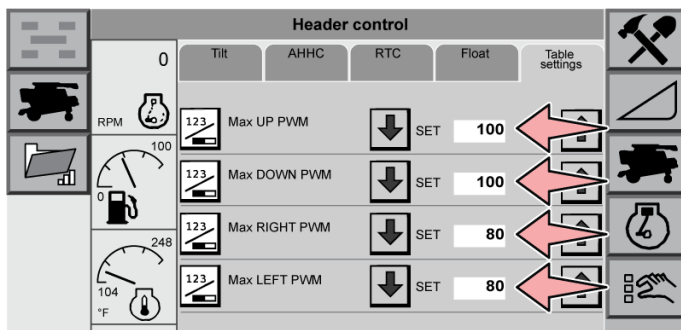 Header control
0
Tilt
AHHC
RTC
Float
Table
settings
RPM
123
Max UP PWM
SET
100
100
0
123
Max DOWN PWM
SET
100
123
Max RIGHT PWM
SET
80
248
104
°F
123
Max LEFT PWM
SET
80